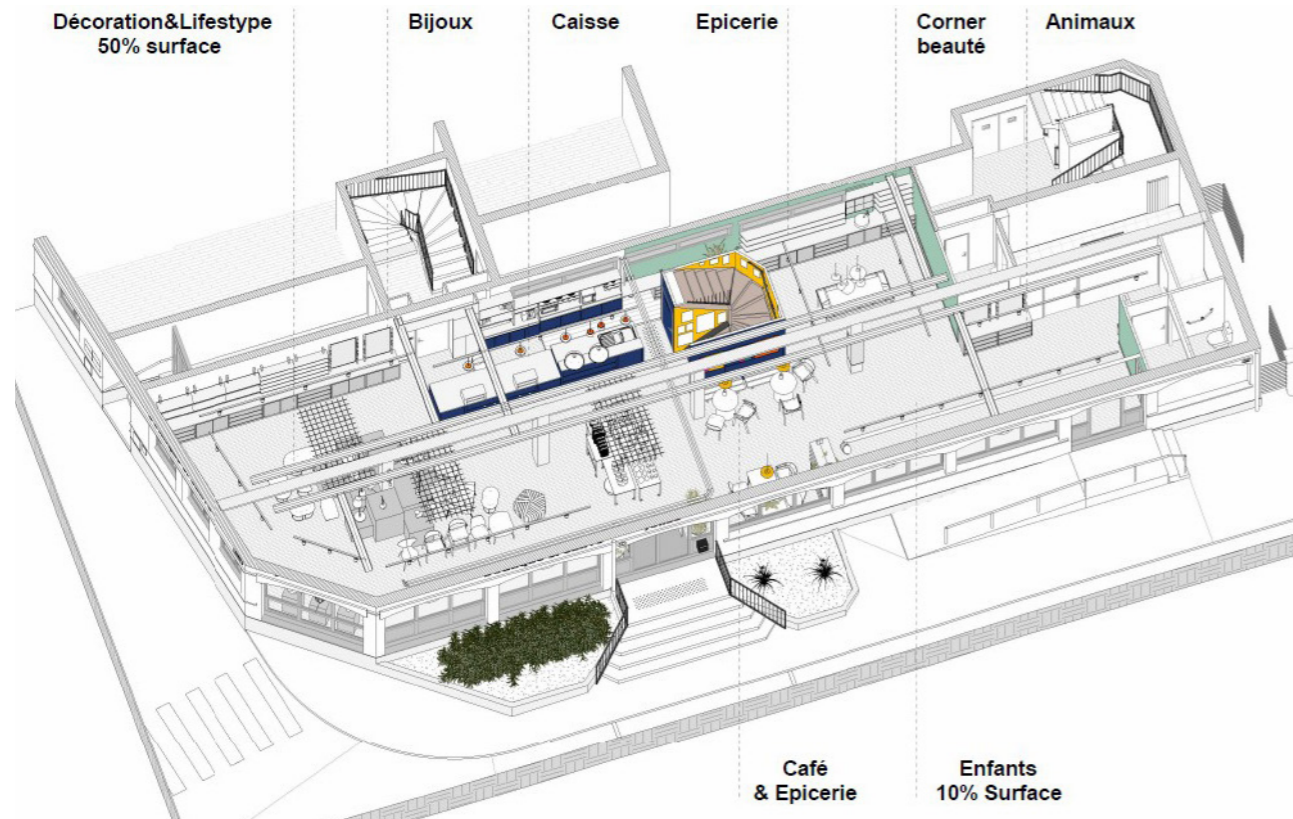 Décoration&Lifestype
50% surface
Bijoux
Caisse
Epicerie
Corner
beauté
Animaux
Café
& Epicerie
Enfants
10% Surface